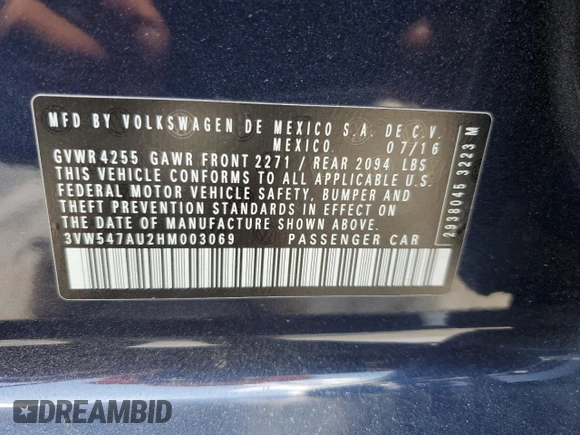 MFD BY VOLKSWAGEN DE MEXICO S.A. DE C.V.
MEXICO. 07/16
GVWR 4255 GAWR FRONT 2271 / REAR 2094 LBS
THIS VEHICLE CONFORMS TO ALL APPLICABLE U.S.
FEDERAL MOTOR VEHICLE SAFETY, BUMPER AND
THEFT PREVENTION STANDARDS IN EFFECT ON
THE DATE OF MANUFACTURE SHOWN ABOVE.
3VW547AU2HM003069 PASSENGER CAR
2938045 3223 M
DREAMBID